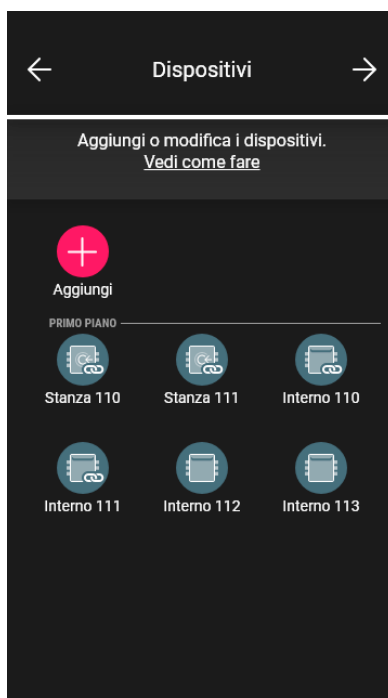 Dispositivi
Aggiungi o modifica i dispositivi.
Vedi come fare
Aggiungi
PRIMO PIANO
Stanza 110
Stanza 111
Interno 110
Interno 111
Interno 112
Interno 113